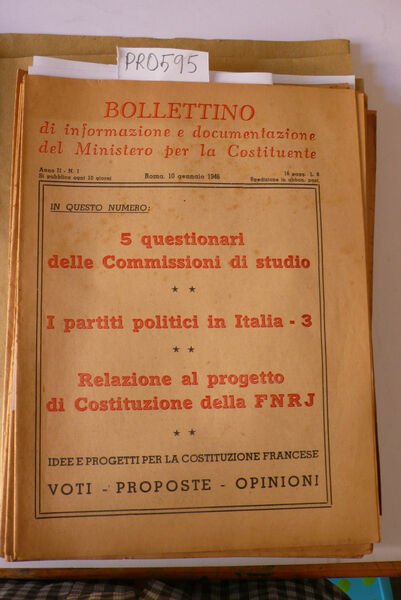 PRO595
BOLLETTINO
di informazione e documentazione
del Ministero per la Costituente
Anno II - N. 1
Si pubblica ogni 10 giorni
Roma, 10 gennaio 1946
16 pagg. L. 8
Spedizione in abbon. post.
IN QUESTO NUMERO:
5 questionari
delle Commissioni di studio
★ ★
I partiti politici in Italia - 3
★ ★
Relazione al progetto
di Costituzione della FNRJ
★ ★
IDEE E PROGETTI PER LA COSTITUZIONE FRANCESE
VOTI - PROPOSTE - OPINIONI